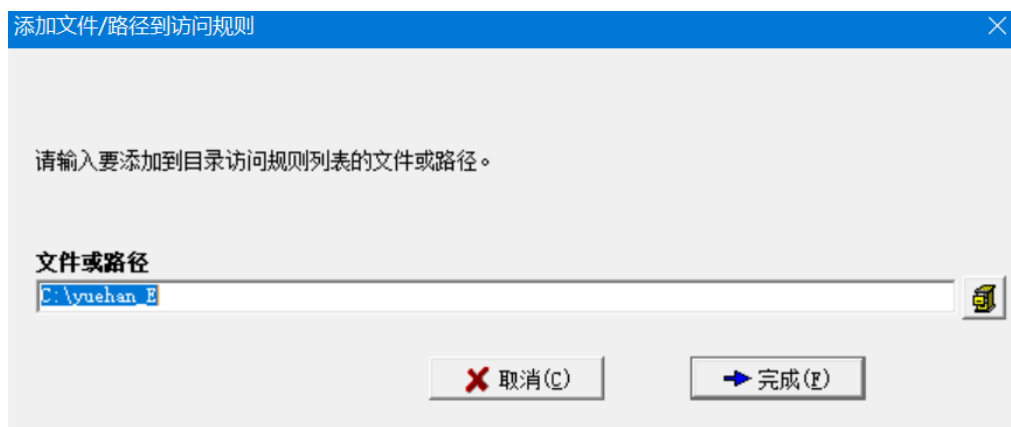 添加文件/路径到访问规则
请输入要添加到目录访问规则列表的文件或路径。
文件或路径
C:\yuehan_E
取消(C)
完成(F)